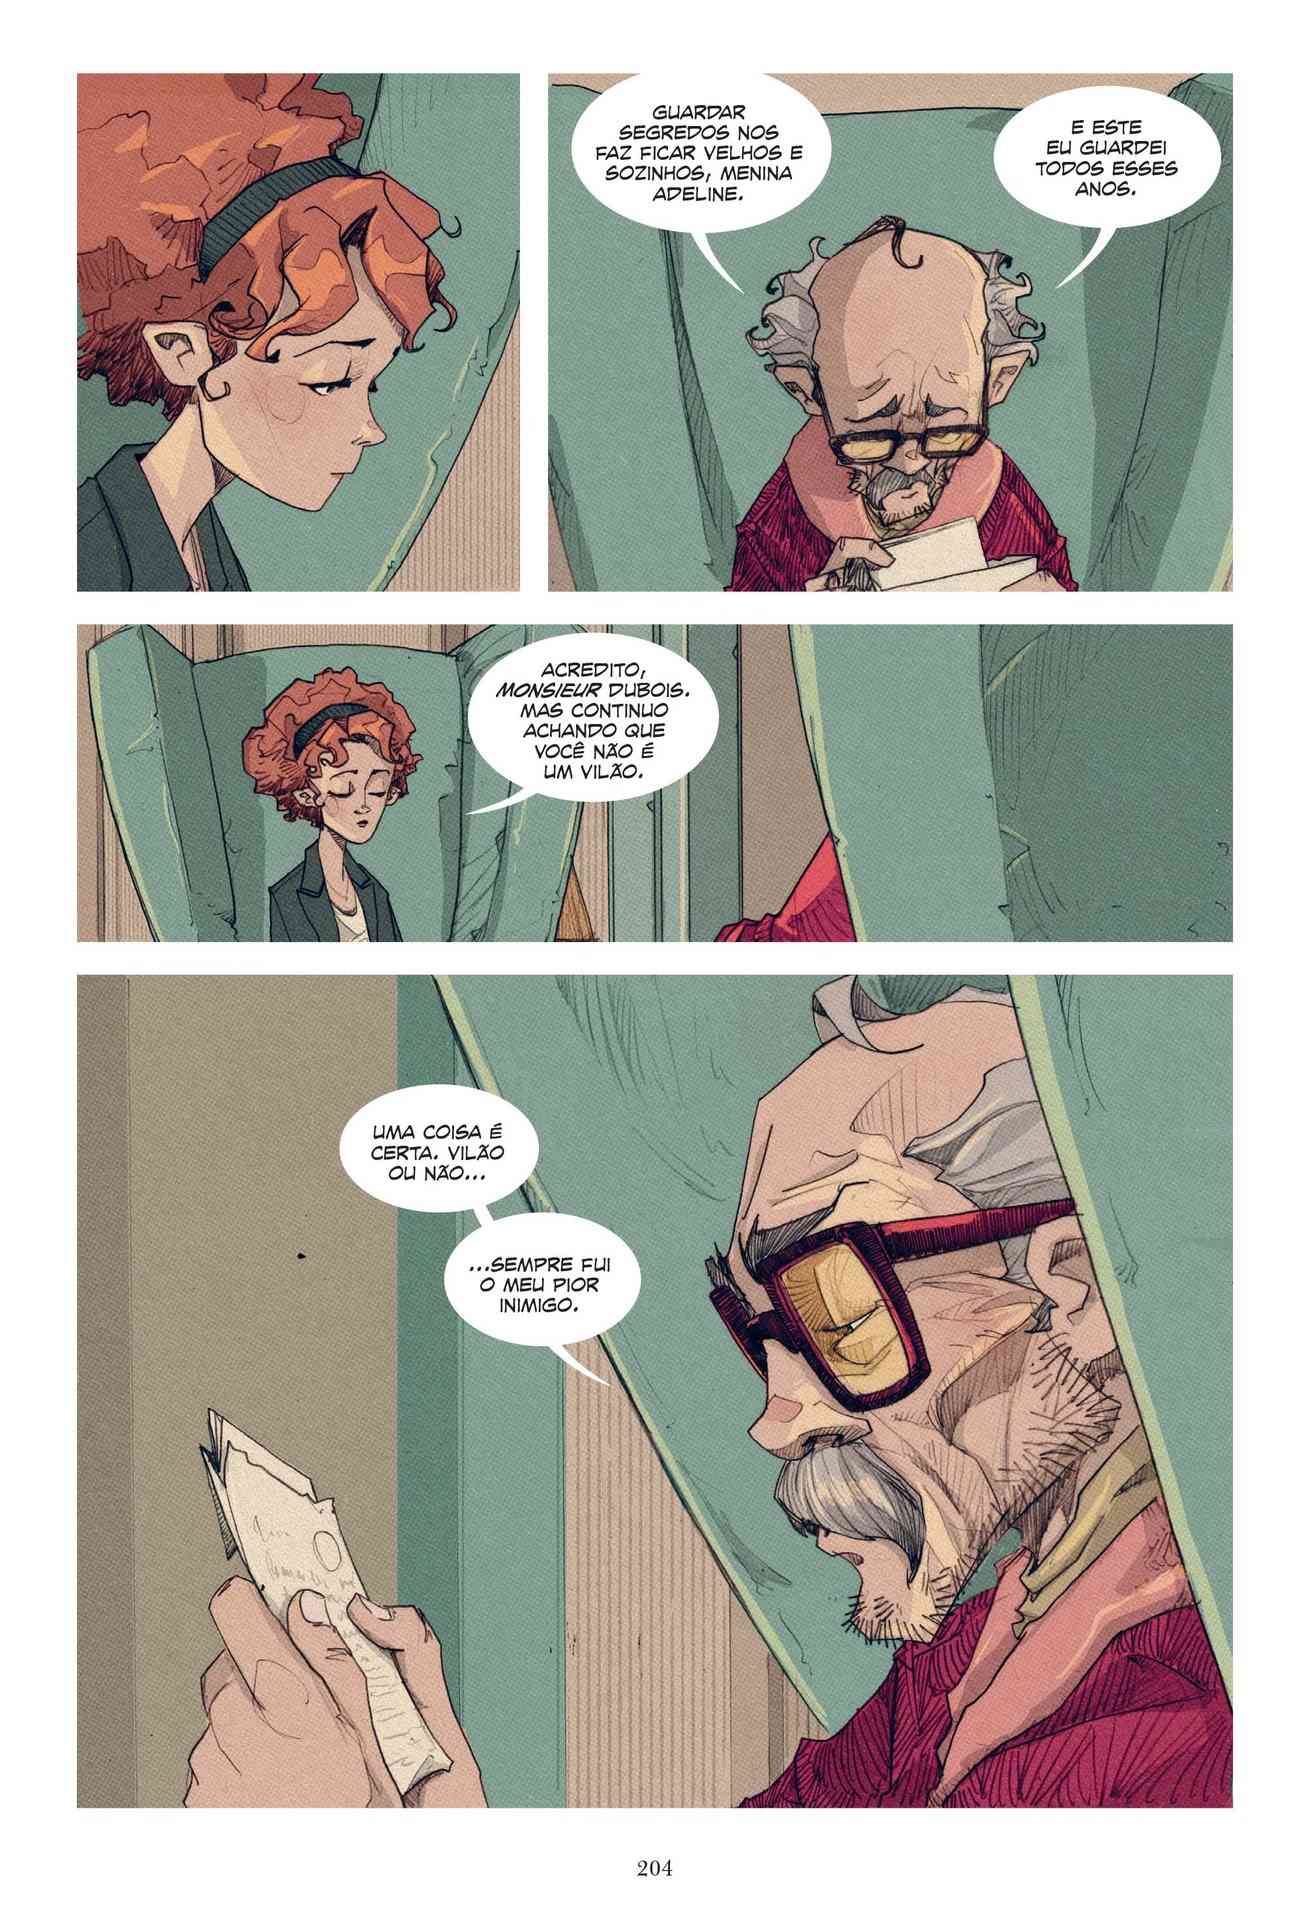 GUARDAR
SEGREDOS NOS
FAZ FICAR VELHOS E
SOZINHOS, MENINA
ADELINE.
E ESTE
EU GUARDEI
TODOS ESSES
ANOS.
ACREDITO,
MONSIEUR DUBOIS.
MAS CONTINUO
ACHANDO QUE
VOCÊ NÃO É
UM VILÃO.
UMA COISA É
CERTA. VILÃO
OU NÃO...
...SEMPRE FUI
O MEU PIOR
INIMIGO.
204